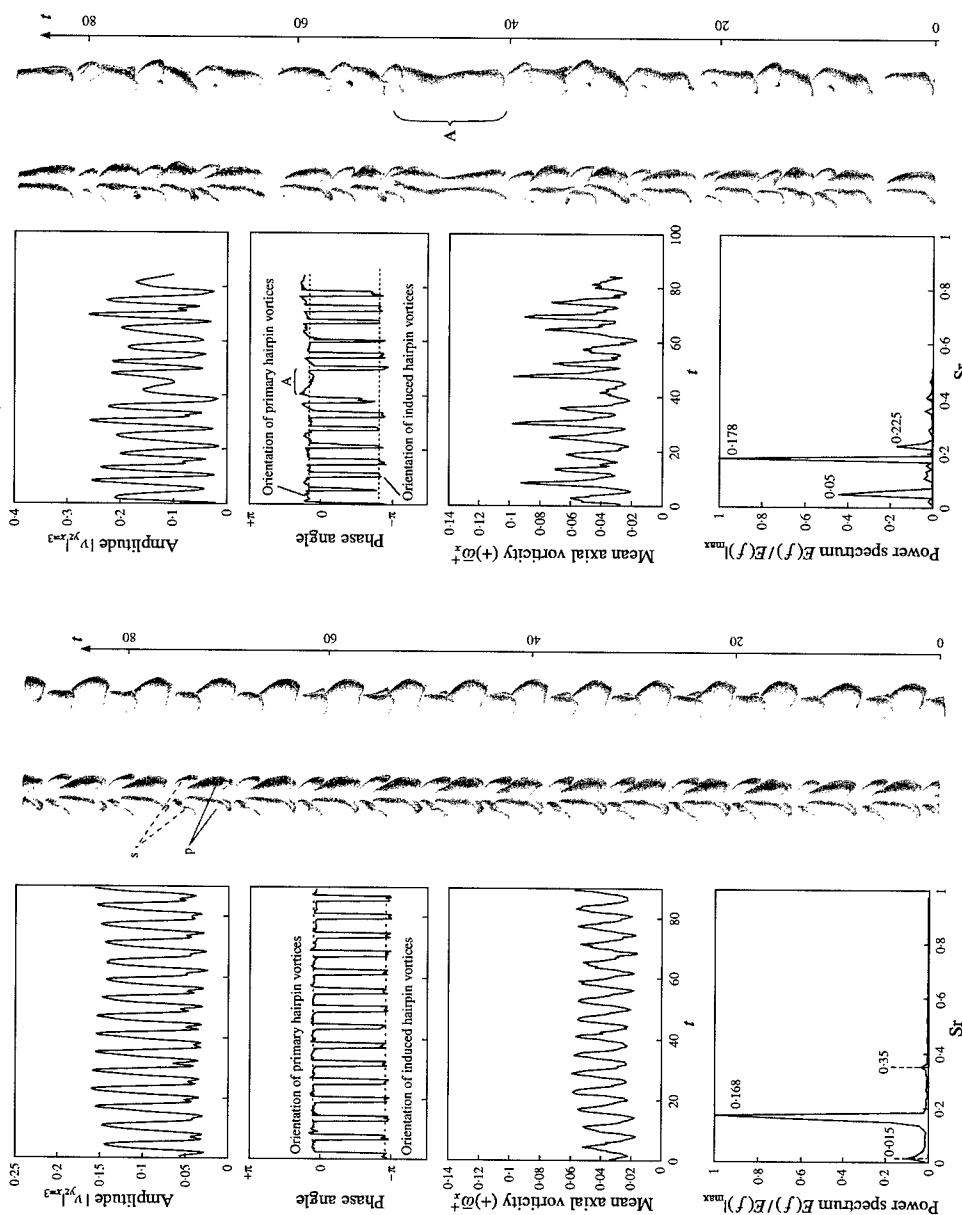 0·25
0·2
0·15
0·1
0·05
0
Amplitude |v_yz|ₓ₌₃
+π
0
−π
Phase angle
Orientation of primary hairpin vortices
Orientation of induced hairpin vortices
0·14
0·12
0·1
0·08
0·06
0·04
0·02
0
Mean axial vorticity (+) ω̄ₓ⁺
0 20 40 60 80
t
1
0·8
0·6
0·4
0·2
0
Power spectrum E(f)/E(f)|max
0·015
0·168
0·35
0 0·2 0·4 0·6 0·8 1
Sr
s
p
0 20 40 60 80 t
0·4
0·3
0·2
0·1
0
Amplitude |v_yz|ₓ₌₃
+π
0
−π
Phase angle
Orientation of primary hairpin vortices
A
Orientation of induced hairpin vortices
0·14
0·12
0·1
0·08
0·06
0·04
0·02
0
Mean axial vorticity (+) ω̄ₓ⁺
0 20 40 60 80 100
t
1
0·8
0·6
0·4
0·2
0
Power spectrum E(f)/E(f)|max
0·05
0·178
0·225
0 0·2 0·4 0·6 0·8 1
Sr
A
0 20 40 60 80 t